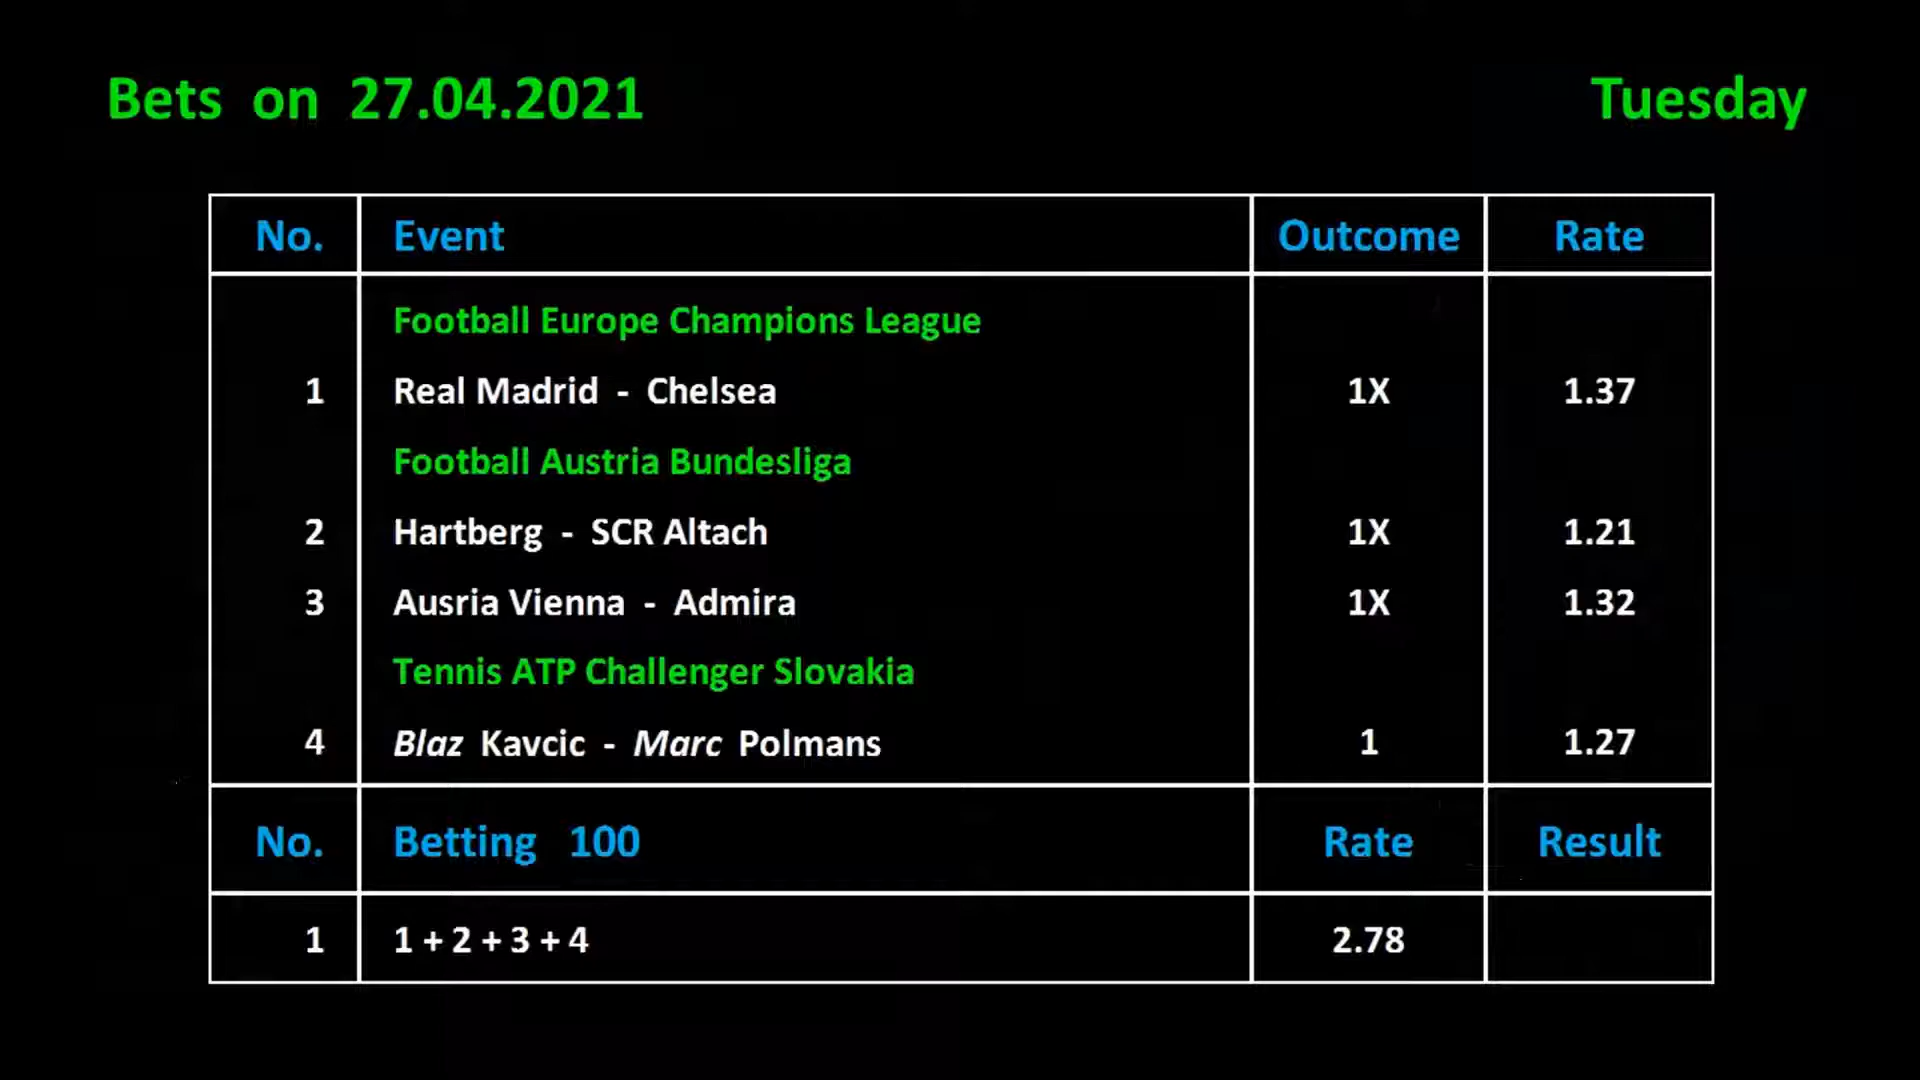 Bets on 27.04.2021 Tuesday
No. Event Outcome Rate
Football Europe Champions League
1 Real Madrid - Chelsea 1X 1.37
Football Austria Bundesliga
2 Hartberg - SCR Altach 1X 1.21
3 Ausria Vienna - Admira 1X 1.32
Tennis ATP Challenger Slovakia
4 Blaz Kavcic - Marc Polmans 1 1.27
No. Betting 100 Rate Result
1 1 + 2 + 3 + 4 2.78